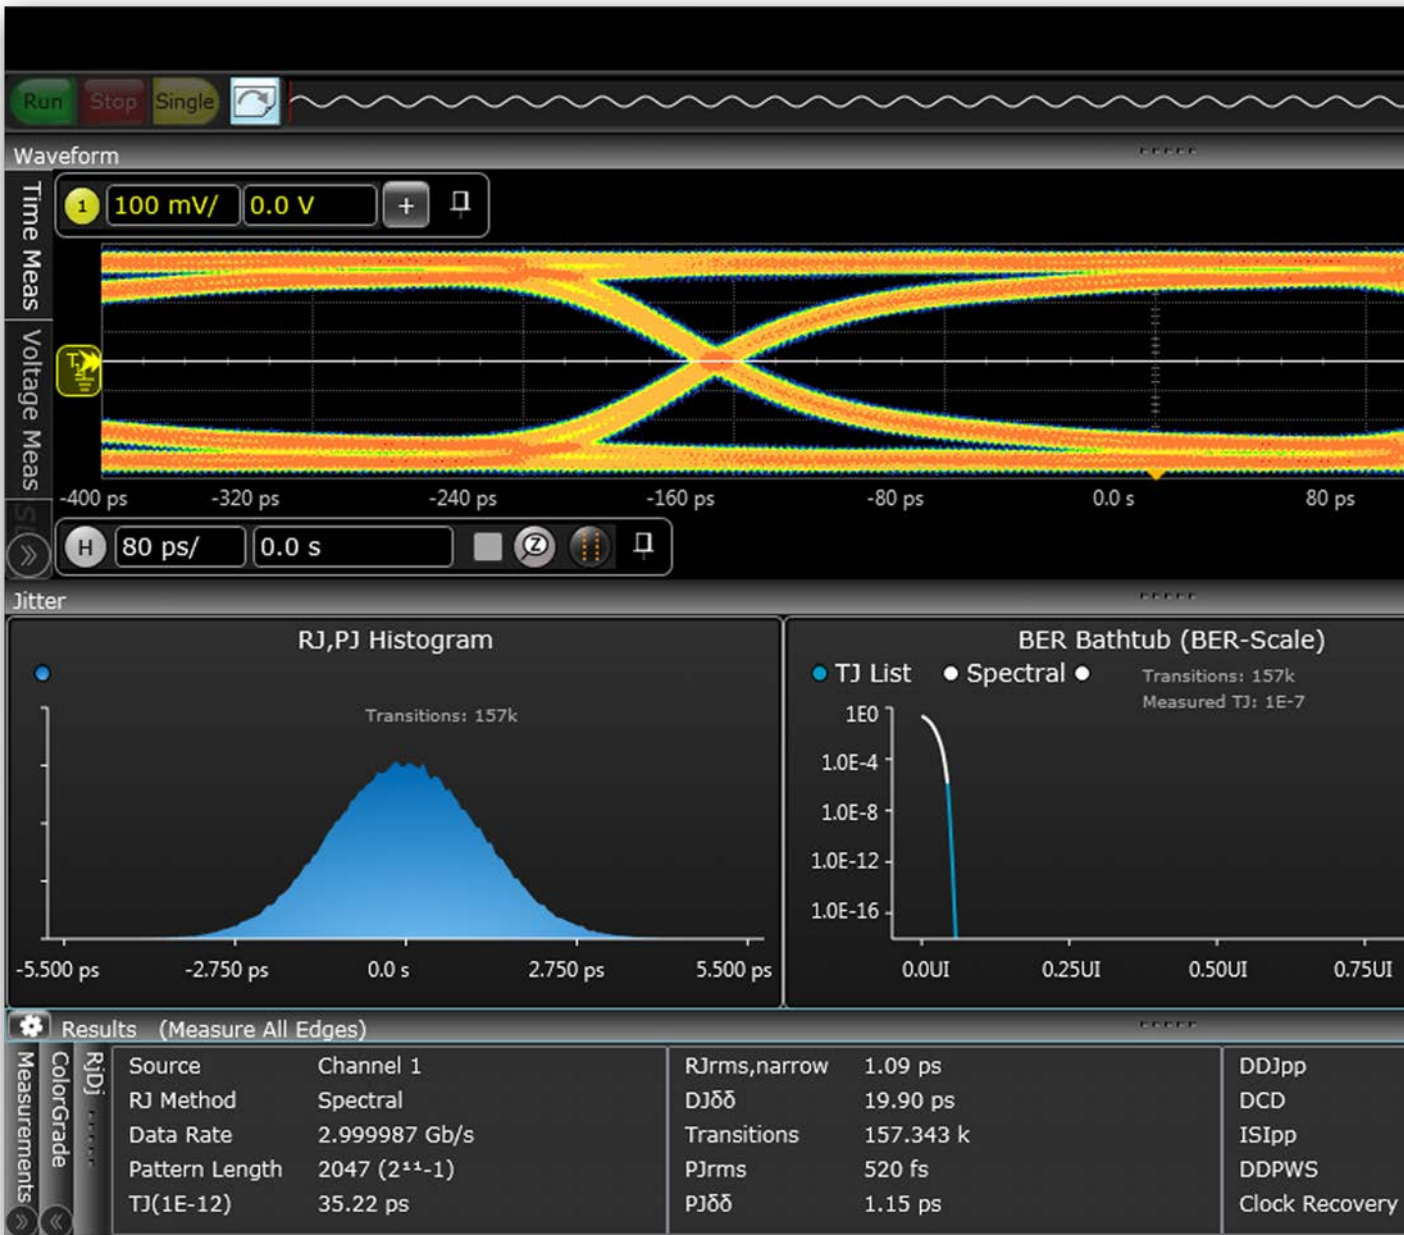 Run Stop Single
Waveform
Time Meas
Voltage Meas
1 100 mV/ 0.0 V +
T
-400 ps -320 ps -240 ps -160 ps -80 ps 0.0 s 80 ps
H 80 ps/ 0.0 s Z
Jitter
RJ,PJ Histogram
Transitions: 157k
-5.500 ps -2.750 ps 0.0 s 2.750 ps 5.500 ps
BER Bathtub (BER-Scale)
TJ List Spectral
Transitions: 157k
Measured TJ: 1E-7
1E0
1.0E-4
1.0E-8
1.0E-12
1.0E-16
0.0UI 0.25UI 0.50UI 0.75UI
Results (Measure All Edges)
Measurements
ColorGrade
RjDj
Source Channel 1
RJ Method Spectral
Data Rate 2.999987 Gb/s
Pattern Length 2047 (2¹¹-1)
TJ(1E-12) 35.22 ps
RJrms,narrow 1.09 ps
DJδδ 19.90 ps
Transitions 157.343 k
PJrms 520 fs
PJδδ 1.15 ps
DDJpp
DCD
ISIpp
DDPWS
Clock Recovery